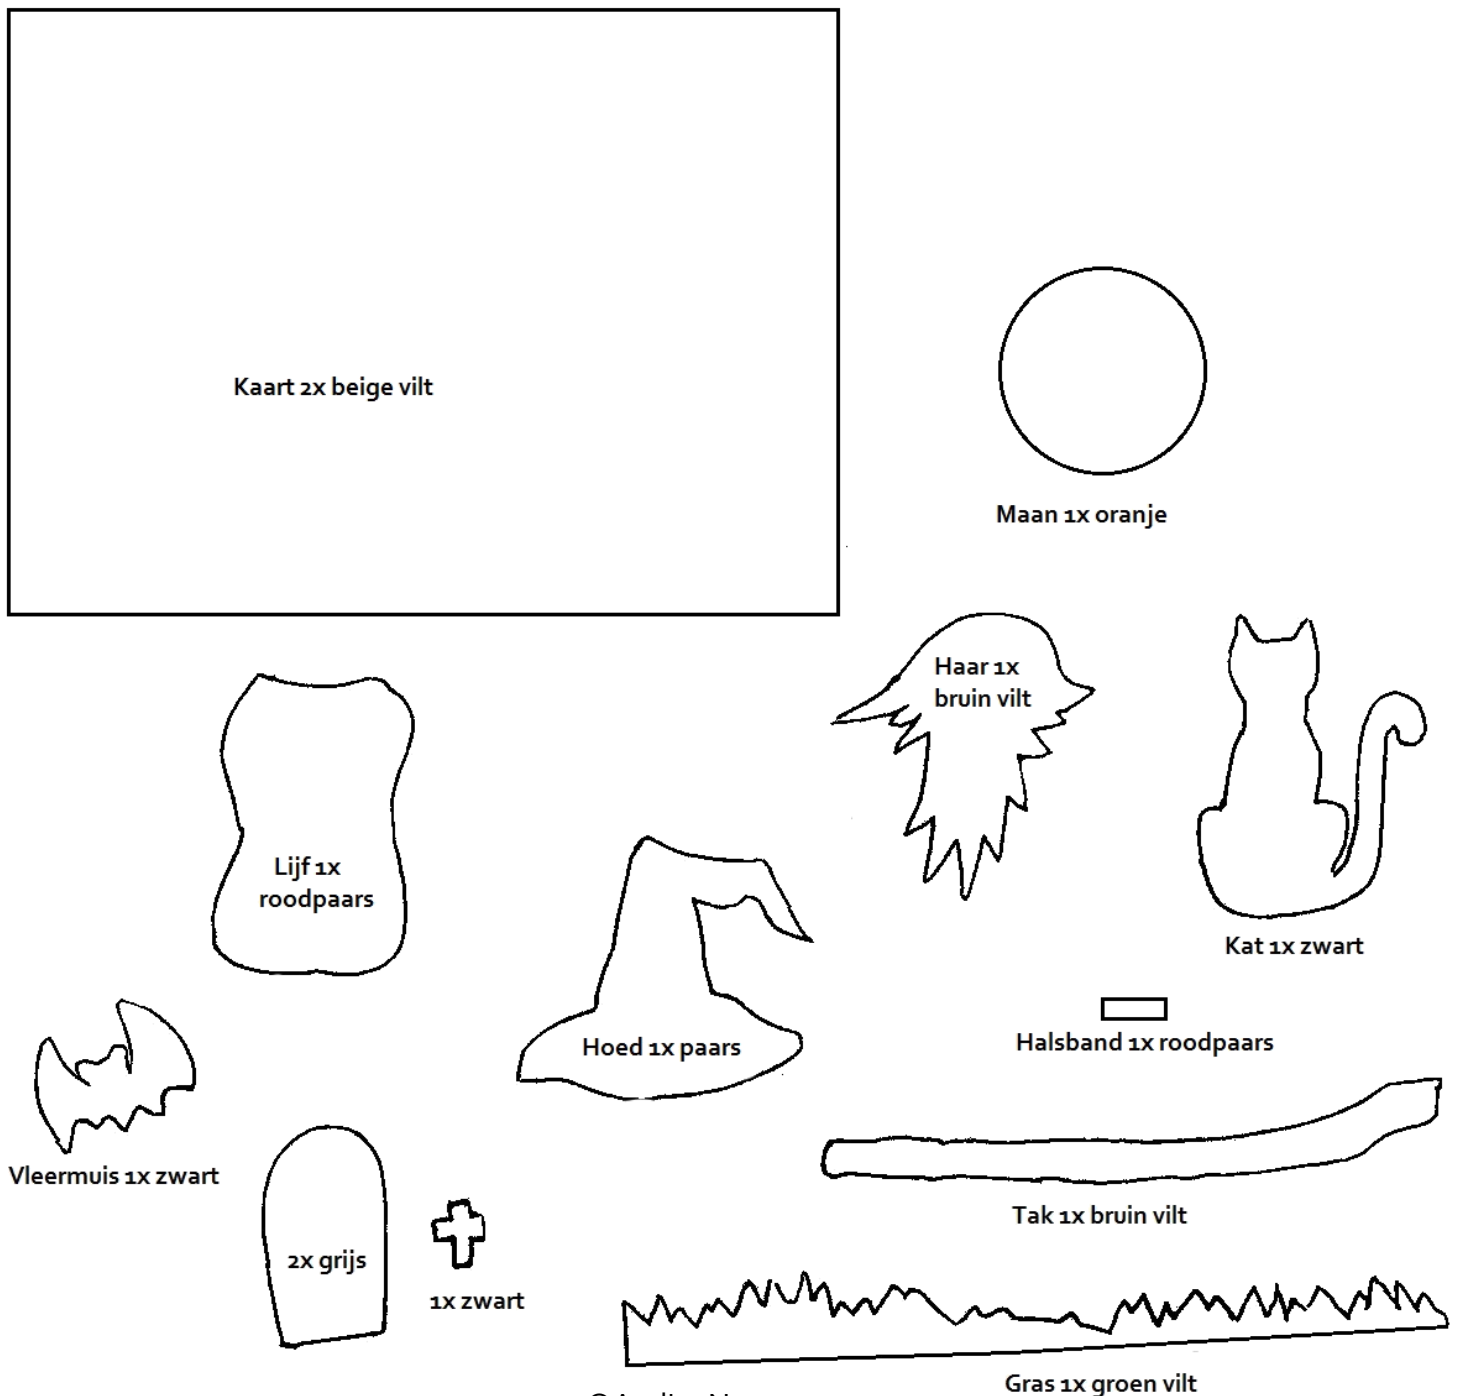 Kaart 2x beige vilt
Maan 1x oranje
Haar 1x
bruin vilt
Lijf 1x
roodpaars
Kat 1x zwart
Hoed 1x paars
Halsband 1x roodpaars
Vleermuis 1x zwart
Tak 1x bruin vilt
2x grijs
1x zwart
Gras 1x groen vilt